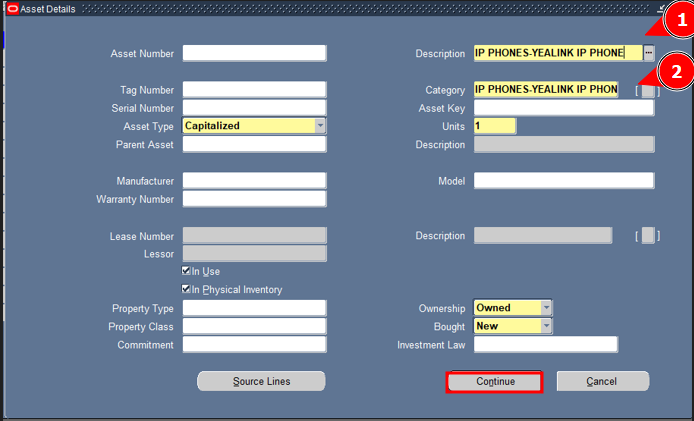 Asset Details
1
Asset Number Description IP PHONES-YEALINK IP PHONE ...
2
Tag Number Category IP PHONES-YEALINK IP PHON [ ]
Serial Number Asset Key
Asset Type Capitalized Units 1
Parent Asset Description
Manufacturer Model
Warranty Number
Lease Number Description [ ]
Lessor
In Use
In Physical Inventory
Property Type Ownership Owned
Property Class Bought New
Commitment Investment Law
Source Lines Continue Cancel